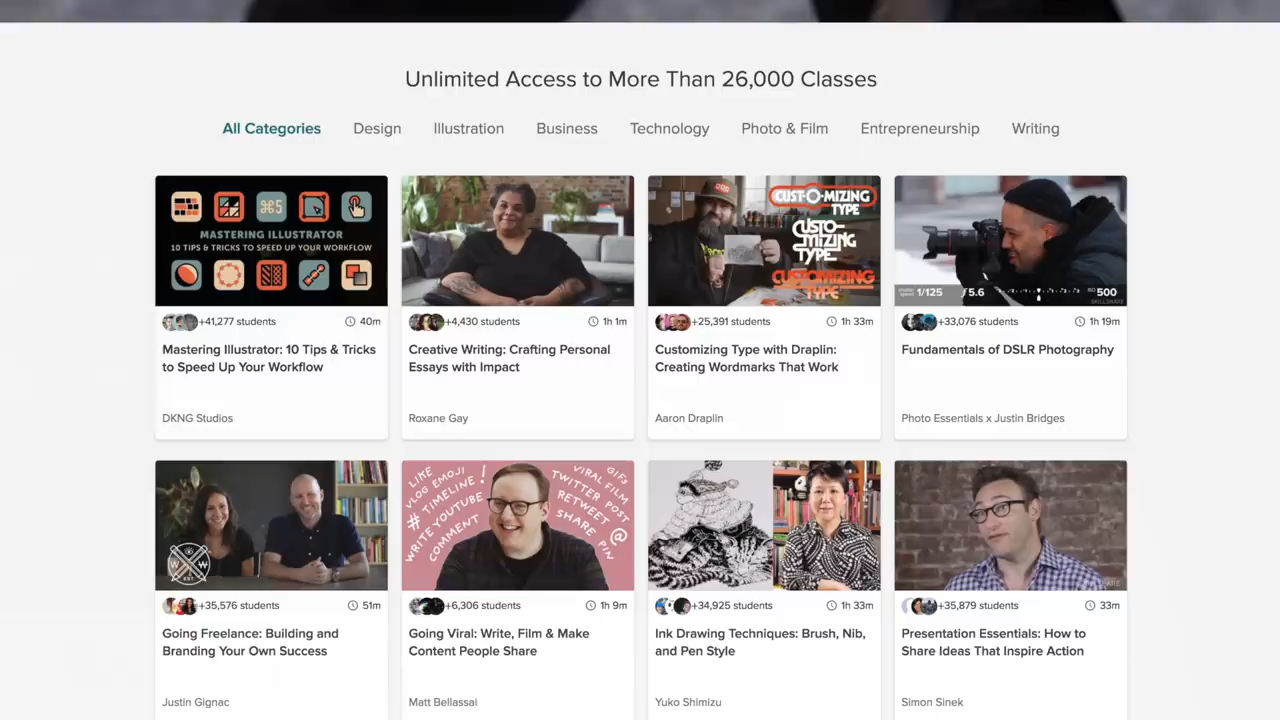 Unlimited Access to More Than 26,000 Classes
All Categories Design Illustration Business Technology Photo & Film Entrepreneurship Writing
⌘5
MASTERING ILLUSTRATOR
10 TIPS & TRICKS TO SPEED UP YOUR WORKFLOW
+41,277 students 40m
Mastering Illustrator: 10 Tips & Tricks
to Speed Up Your Workflow
DKNG Studios
+4,430 students 1h 1m
Creative Writing: Crafting Personal
Essays with Impact
Roxane Gay
CUST-O-MIZING
TYPE
CUSTO-
MIZING
TYPE
CUSTOMIZING
TYPE
+25,391 students 1h 33m
Customizing Type with Draplin:
Creating Wordmarks That Work
Aaron Draplin
shutter
speed 1/125 f5.6 ISO 500
SKILLSHARE
+33,076 students 1h 19m
Fundamentals of DSLR Photography
Photo Essentials x Justin Bridges
W W
EST
+35,576 students 51m
Going Freelance: Building and
Branding Your Own Success
Justin Gignac
LIKE
VLOG EMOJI !
# TIMELINE
WRITE YOUTUBE
COMMENT
GIFS
VIRAL FILM
TWITTER POST
RETWEET @
SHARE PIN
+6,306 students 1h 9m
Going Viral: Write, Film & Make
Content People Share
Matt Bellassai
+34,925 students 1h 33m
Ink Drawing Techniques: Brush, Nib,
and Pen Style
Yuko Shimizu
+35,879 students 33m
Presentation Essentials: How to
Share Ideas That Inspire Action
Simon Sinek